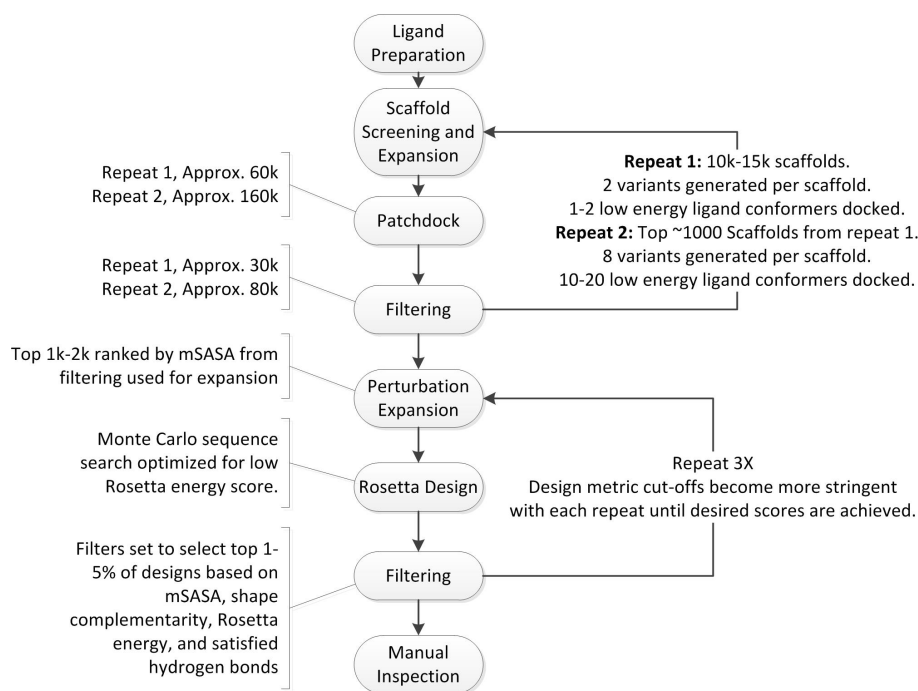 Ligand
Preparation
Scaffold
Screening and
Expansion
Repeat 1: 10k-15k scaffolds.
2 variants generated per scaffold.
1-2 low energy ligand conformers docked.
Repeat 2: Top ~1000 Scaffolds from repeat 1.
8 variants generated per scaffold.
10-20 low energy ligand conformers docked.
Repeat 1, Approx. 60k
Repeat 2, Approx. 160k
Patchdock
Repeat 1, Approx. 30k
Repeat 2, Approx. 80k
Filtering
Top 1k-2k ranked by mSASA from
filtering used for expansion
Perturbation
Expansion
Monte Carlo sequence
search optimized for low
Rosetta energy score.
Rosetta Design
Repeat 3X
Design metric cut-offs become more stringent
with each repeat until desired scores are achieved.
Filters set to select top 1-
5% of designs based on
mSASA, shape
complementarity, Rosetta
energy, and satisfied
hydrogen bonds
Filtering
Manual
Inspection